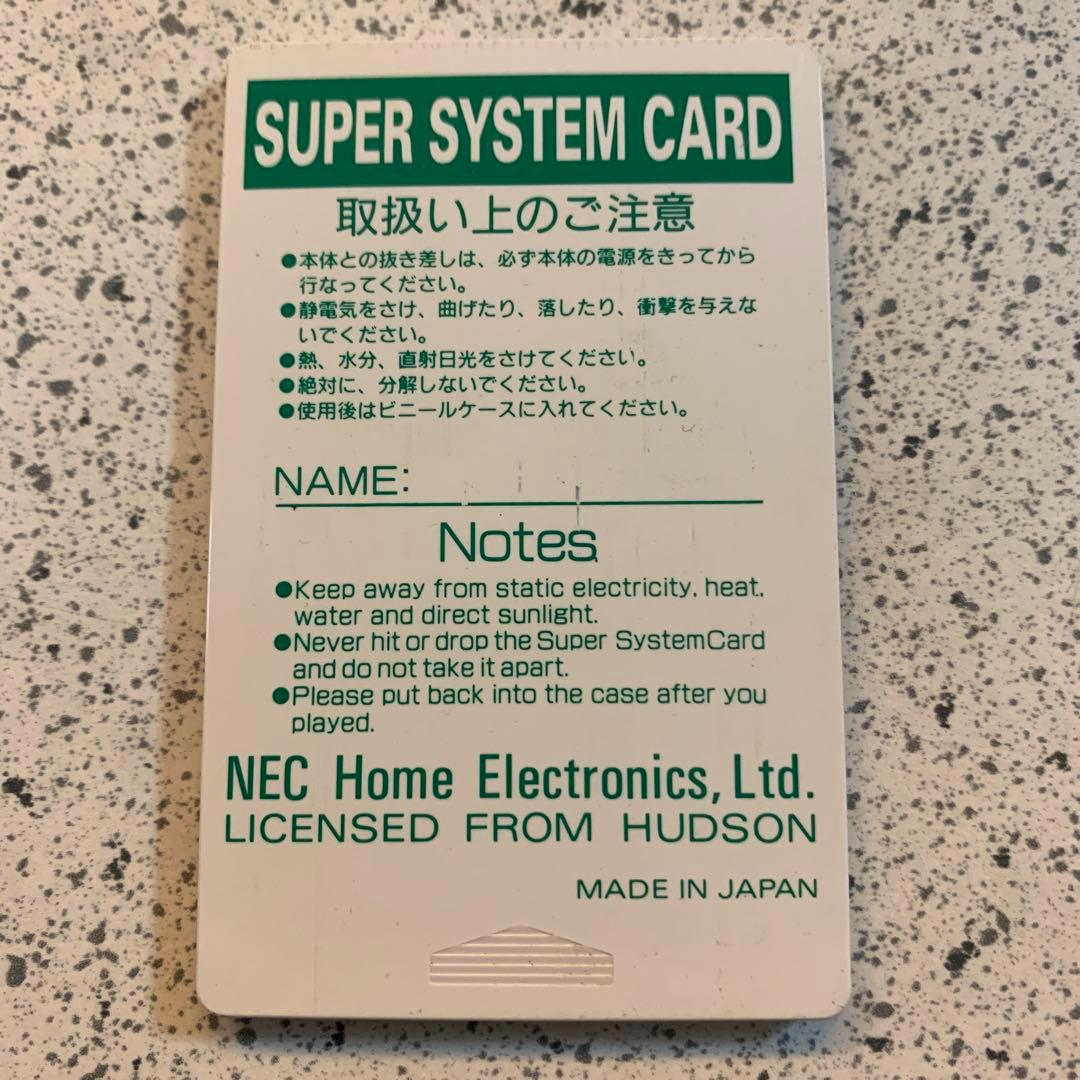 SUPER SYSTEM CARD
取扱い上のご注意
●本体との抜き差しは、必ず本体の電源をきってから
行なってください。
●静電気をさけ、曲げたり、落したり、衝撃を与えな
いでください。
●熱、水分、直射日光をさけてください。
●絶対に、分解しないでください。
●使用後はビニールケースに入れてください。
NAME:
Notes
●Keep away from static electricity, heat,
water and direct sunlight.
●Never hit or drop the Super SystemCard
and do not take it apart.
●Please put back into the case after you
played.
NEC Home Electronics, Ltd.
LICENSED FROM HUDSON
MADE IN JAPAN